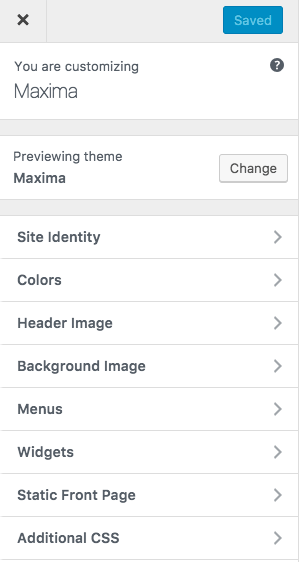 Saved
You are customizing
Maxima
Previewing theme
Maxima
Change
Site Identity
Colors
Header Image
Background Image
Menus
Widgets
Static Front Page
Additional CSS